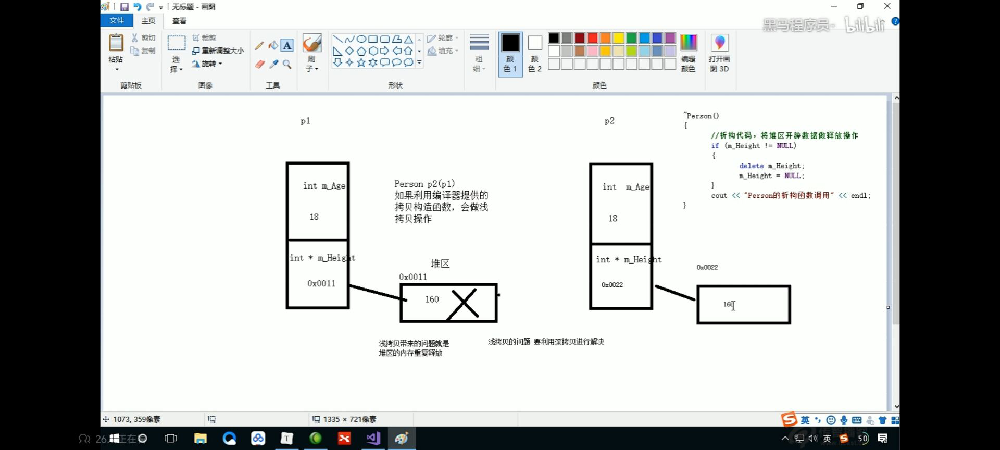 无标题 - 画图
文件 主页 查看
黑马程序员- bilibili
粘贴
剪切
复制
剪贴板
选择
裁剪
重新调整大小
旋转
图像
A
工具
刷子
形状
轮廓
填充
粗细
颜色1
颜色2
颜色
编辑颜色
打开画图 3D
p1
p2
~Person()
{
//析构代码，将堆区开辟数据做释放操作
if (m_Height != NULL)
{
delete m_Height;
m_Height = NULL;
}
cout << "Person的析构函数调用" << endl;
}
int m_Age
18
int * m_Height
0x0011
Person p2(p1)
如果利用编译器提供的
拷贝构造函数，会做浅
拷贝操作
堆区
0x0011
160
int m_Age
18
int * m_Height
0x0022
0x0022
160
浅拷贝带来的问题就是
堆区的内存重复释放
浅拷贝的问题 要利用深拷贝进行解决
1073, 359像素
1335 × 721像素
英
英
50